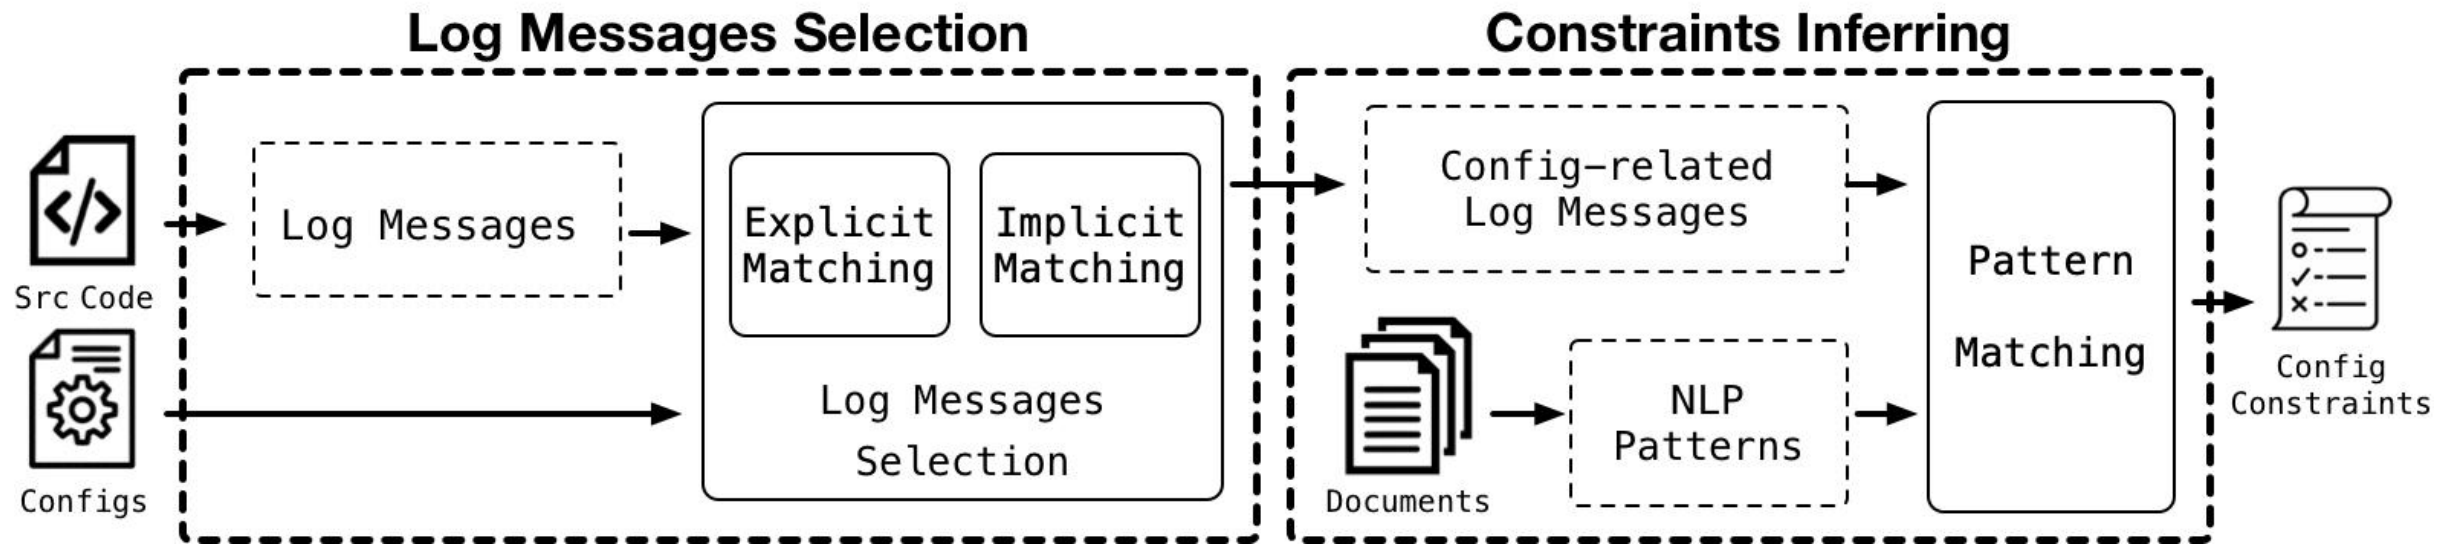 Log Messages Selection
Constraints Inferring
Src Code
Configs
Log Messages
Explicit
Matching
Implicit
Matching
Log Messages
Selection
Config-related
Log Messages
Documents
NLP
Patterns
Pattern
Matching
Config
Constraints